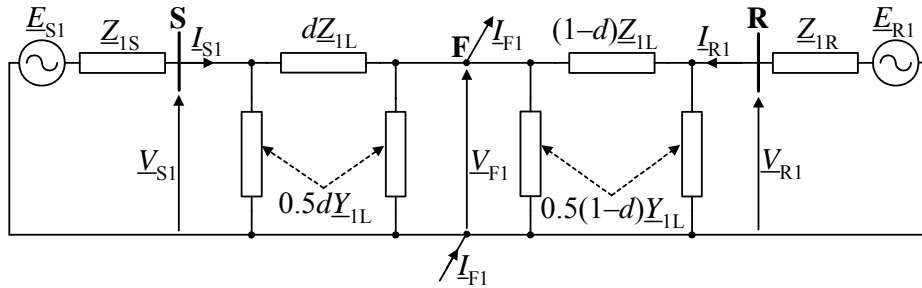 E_S1 Z_1S S I_S1 dZ_1L F I_F1 (1–d)Z_1L I_R1 R Z_1R E_R1
V_S1 V_F1 V_R1
0.5dY_1L 0.5(1–d)Y_1L
I_F1